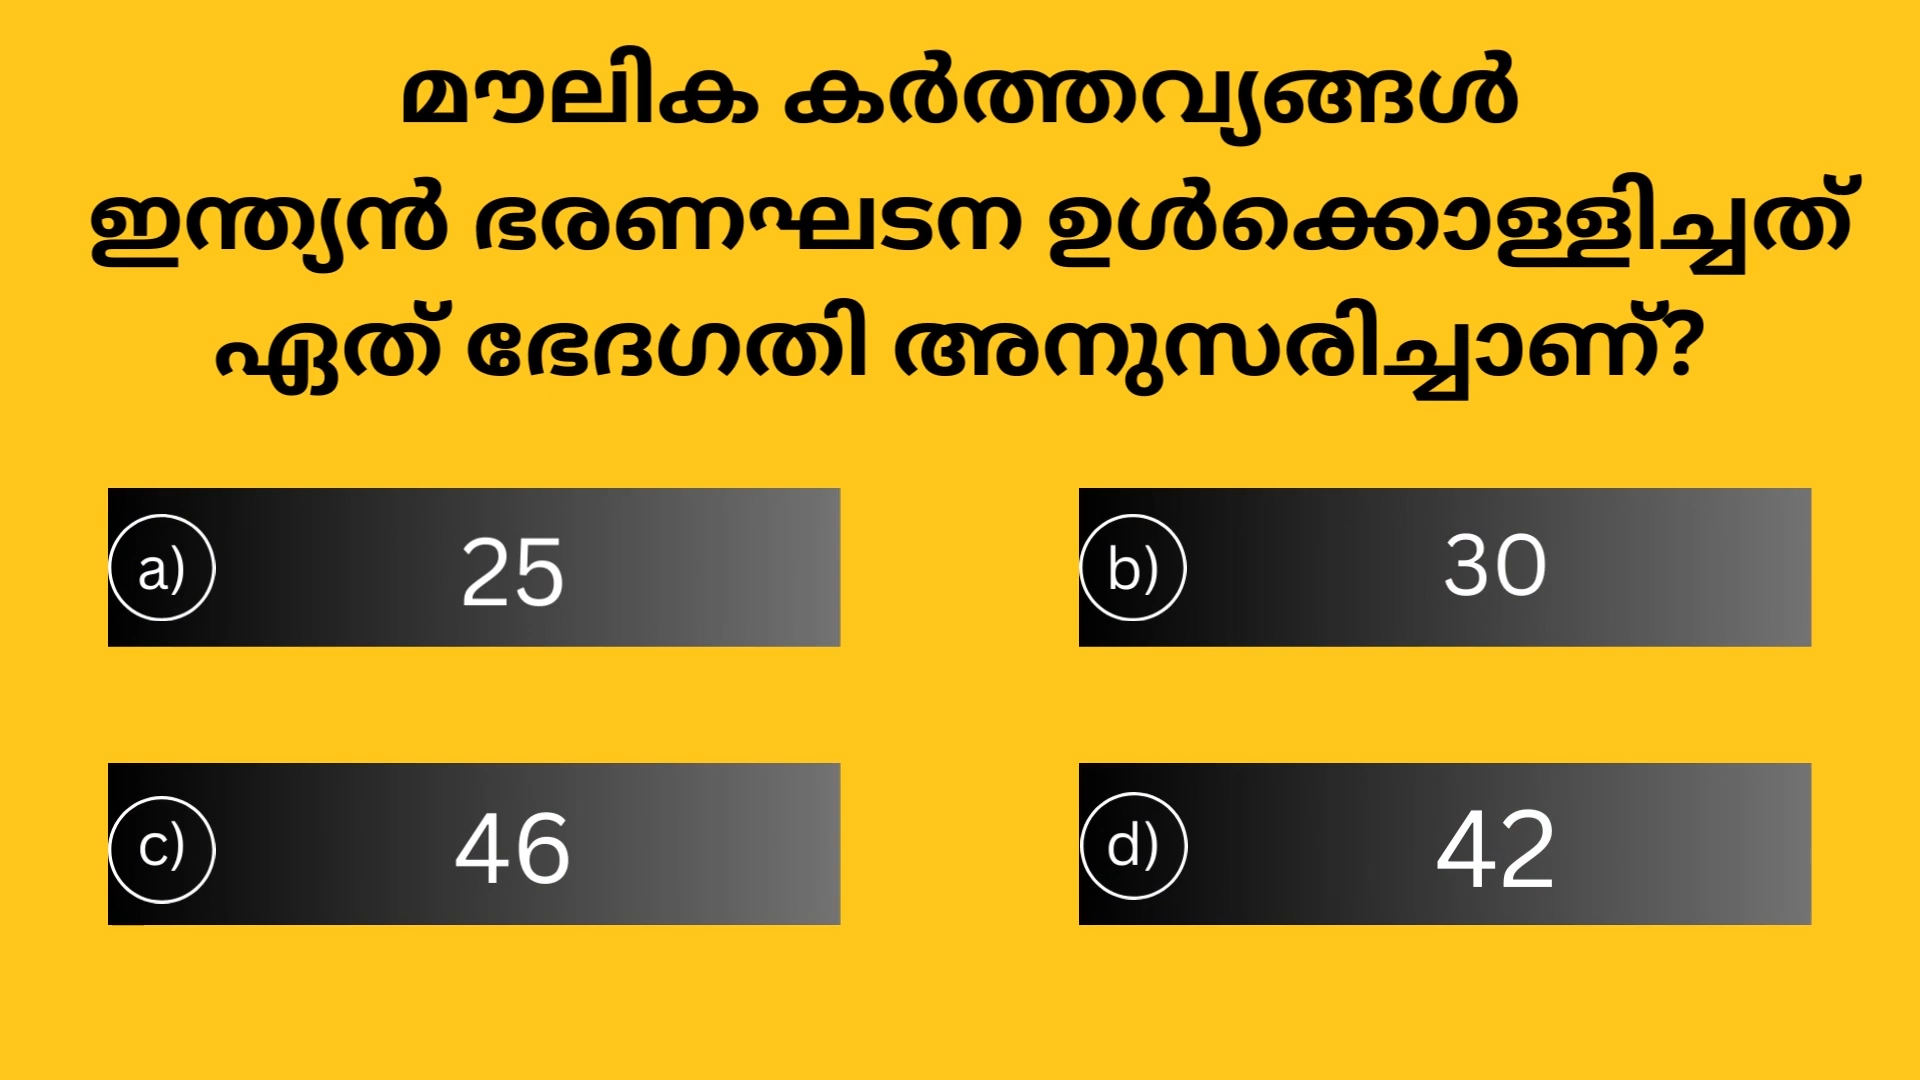 മൗലിക കർത്തവ്യങ്ങൾ
ഇന്ത്യൻ ഭരണഘടന ഉൾക്കൊള്ളിച്ചത്
ഏത് ഭേദഗതി അനുസരിച്ചാണ്?
a) 25
b) 30
c) 46
d) 42